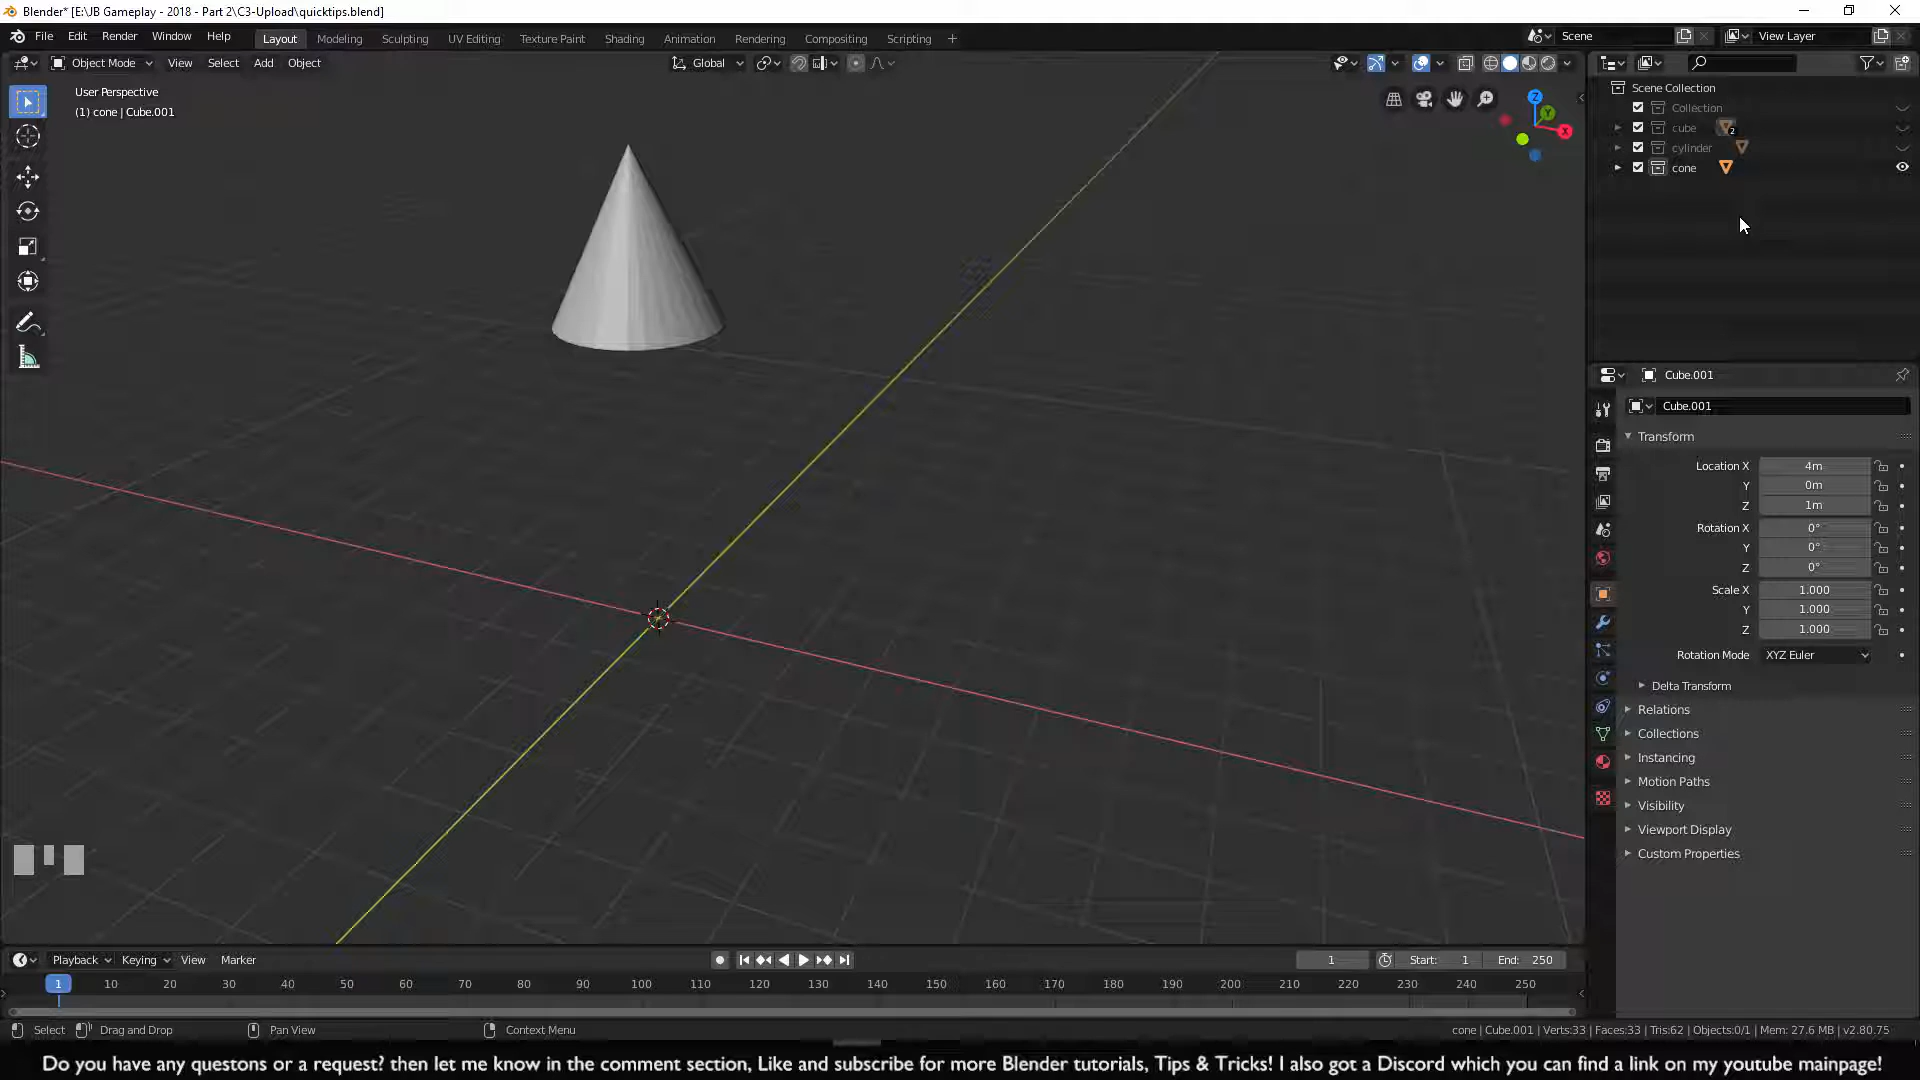 Blender* [E:\JB Gameplay - 2018 - Part 2\C3-Upload\quicktips.blend]
File Edit Render Window Help Layout Modeling Sculpting UV Editing Texture Paint Shading Animation Rendering Compositing Scripting + Scene View Layer
Object Mode View Select Add Object Global
User Perspective
(1) cone | Cube.001
Z
Y
X
Scene Collection
Collection
cube 2
cylinder
cone
Cube.001
Cube.001
Transform
Location X 4m
Y 0m
Z 1m
Rotation X 0°
Y 0°
Z 0°
Scale X 1.000
Y 1.000
Z 1.000
Rotation Mode XYZ Euler
Delta Transform
Relations
Collections
Instancing
Motion Paths
Visibility
Viewport Display
Custom Properties
Playback Keying View Marker 1 Start: 1 End: 250
1 10 20 30 40 50 60 70 80 90 100 110 120 130 140 150 160 170 180 190 200 210 220 230 240 250
Select Drag and Drop Pan View Context Menu cone | Cube.001 | Verts:33 | Faces:33 | Tris:62 | Objects:0/1 | Mem: 27.6 MB | v2.80.75
Do you have any questons or a request? then let me know in the comment section, Like and subscribe for more Blender tutorials, Tips & Tricks! I also got a Discord which you can find a link on my youtube mainpage!